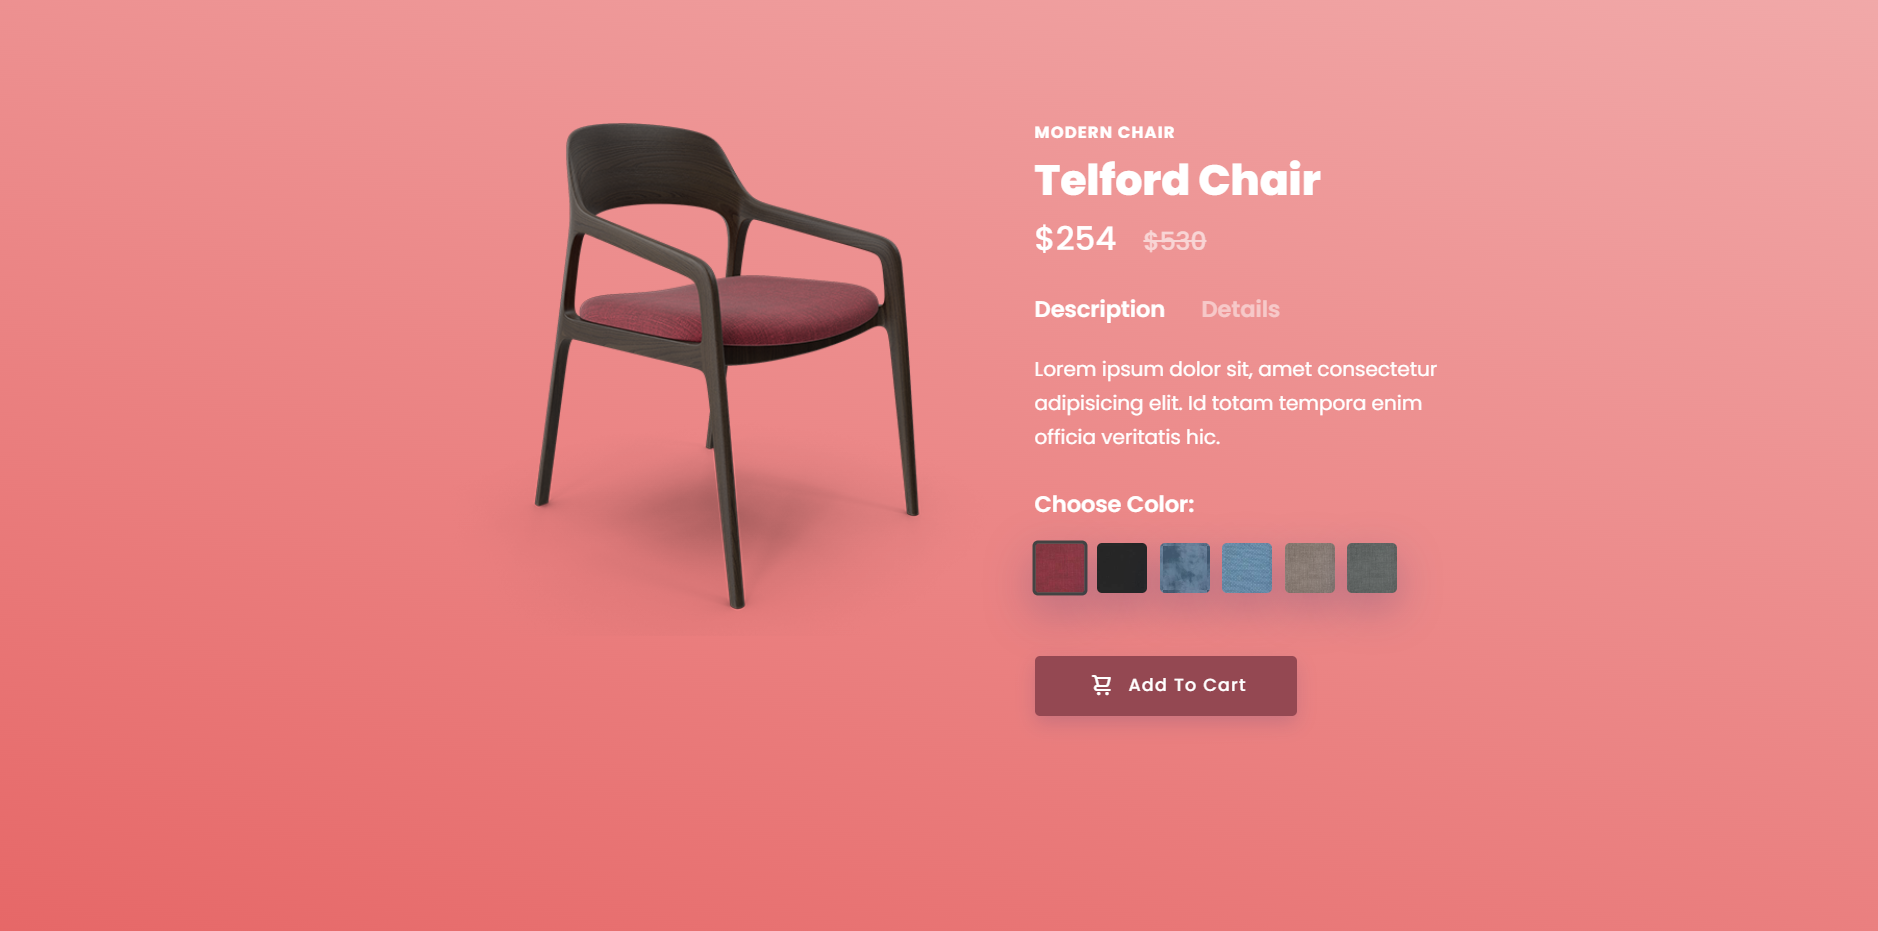 MODERN CHAIR
Telford Chair
$254 $530
Description Details
Lorem ipsum dolor sit, amet consectetur
adipisicing elit. Id totam tempora enim
officia veritatis hic.
Choose Color:
Add To Cart